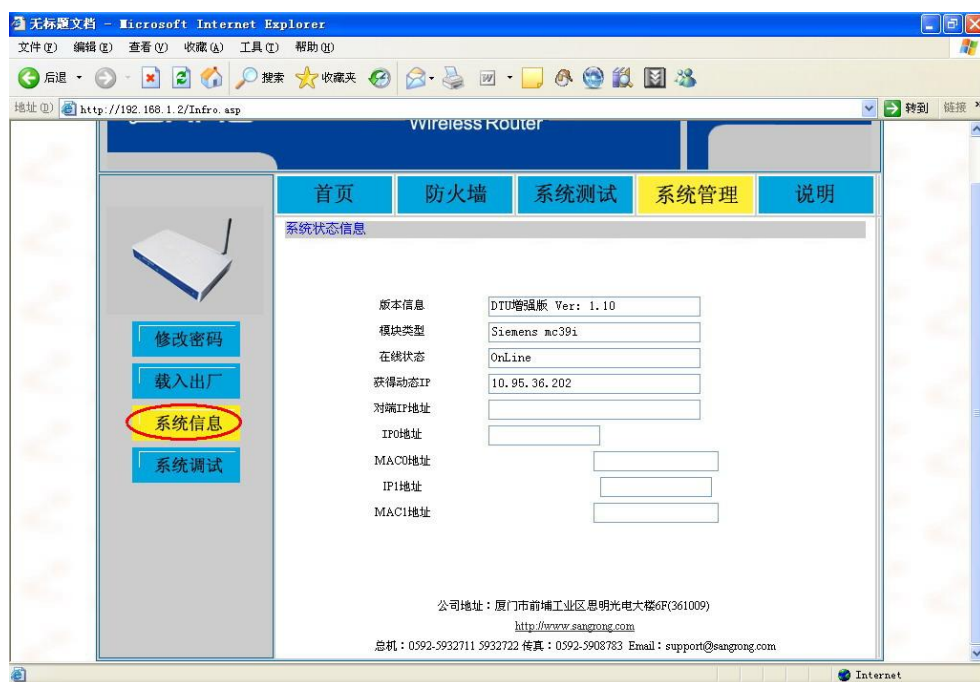 无标题文档 - Microsoft Internet Explorer
文件(F) 编辑(E) 查看(V) 收藏(A) 工具(T) 帮助(H)
后退 搜索 收藏夹
地址(D) http://192.168.1.2/Infro.asp 转到 链接
Wireless Router
首页 防火墙 系统测试 系统管理 说明
系统状态信息
修改密码
载入出厂
系统信息
系统调试
版本信息 DTU增强版 Ver: 1.10
模块类型 Siemens mc39i
在线状态 OnLine
获得动态IP 10.95.36.202
对端IP地址
IP0地址
MAC0地址
IP1地址
MAC1地址
公司地址：厦门市前埔工业区思明光电大楼6F(361009)
http://www.sangrong.com
总机：0592-5932711 5932722 传真：0592-5908783 Email：support@sangrong.com
Internet